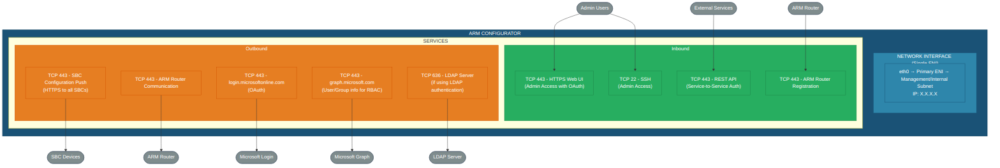 Admin Users
External Services
ARM Router
ARM CONFIGURATOR
SERVICES
Outbound
Inbound
NETWORK INTERFACE
(Single ENI)
TCP 443 - SBC
Configuration Push
(HTTPS to all SBCs)
TCP 443 - ARM Router
Communication
TCP 443 -
login.microsoftonline.com
(OAuth)
TCP 443 -
graph.microsoft.com
(User/Group info for RBAC)
TCP 636 - LDAP Server
(if using LDAP
authentication)
TCP 443 - HTTPS Web UI
(Admin Access with OAuth)
TCP 22 - SSH
(Admin Access)
TCP 443 - REST API
(Service-to-Service Auth)
TCP 443 - ARM Router
Registration
eth0 → Primary ENI →
Management/Internal
Subnet
IP: X.X.X.X
SBC Devices
ARM Router
Microsoft Login
Microsoft Graph
LDAP Server